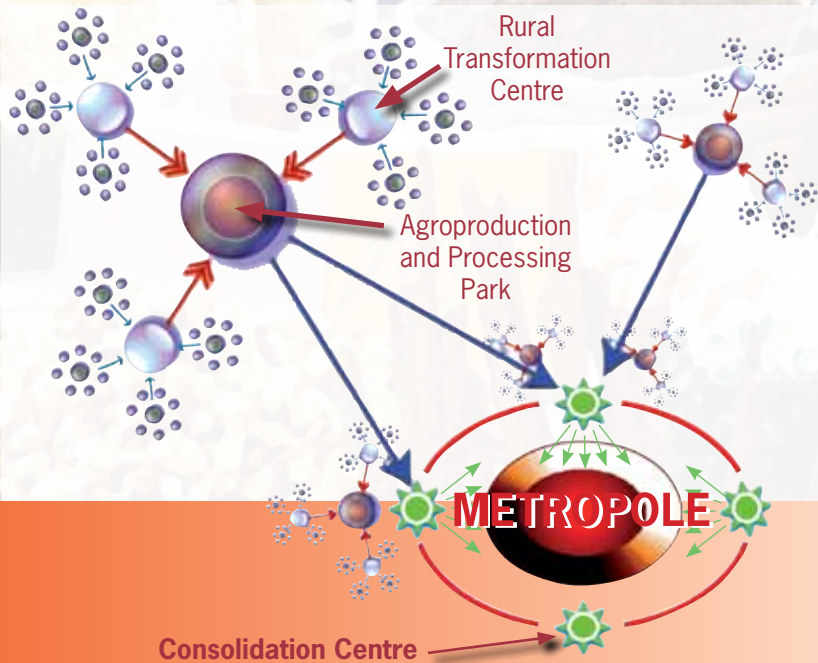 Rural
Transformation
Centre
Agroproduction
and Processing
Park
METROPOLE
Consolidation Centre